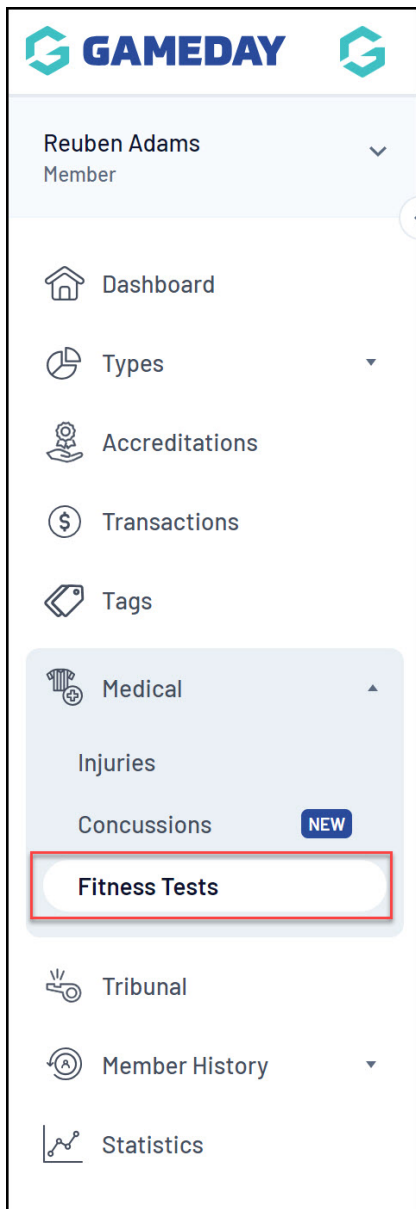 GAMEDAY
Reuben Adams
Member
Dashboard
Types
Accreditations
Transactions
Tags
Medical
Injuries
Concussions NEW
Fitness Tests
Tribunal
Member History
Statistics